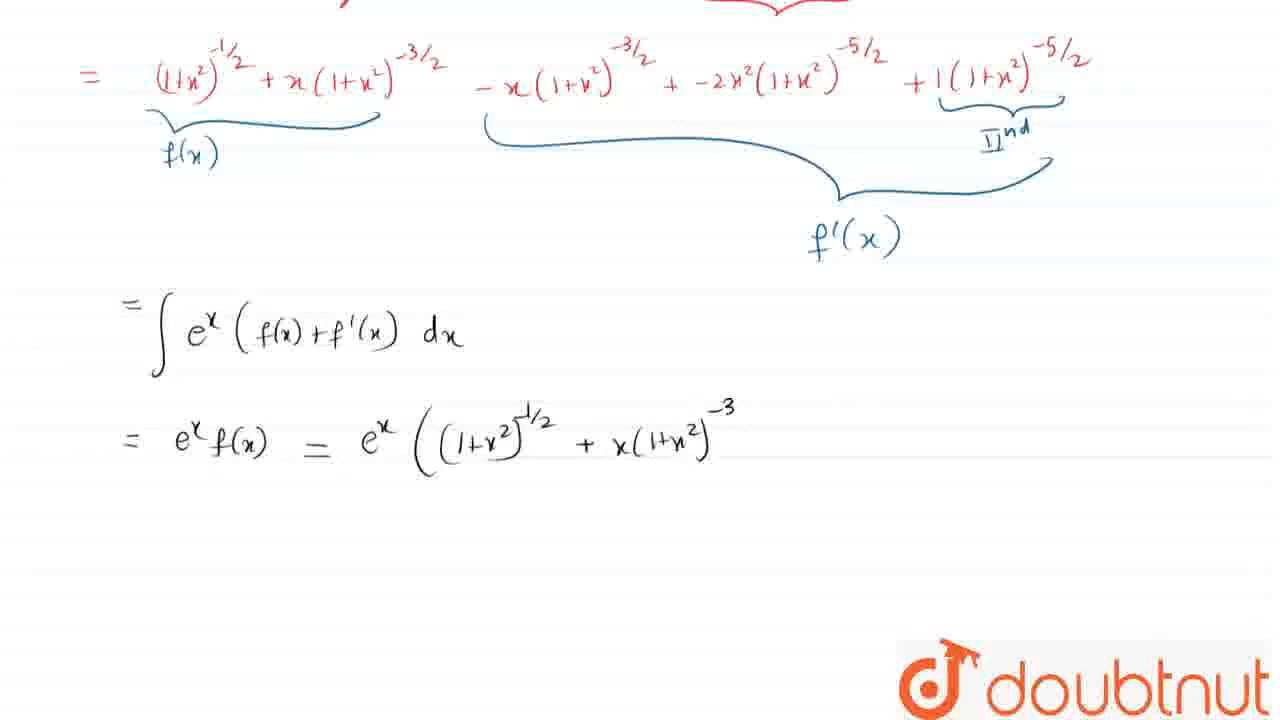 = (1+x²)^-1/2 + x(1+x²)^-3/2 - x(1+x²)^-3/2 + -2x²(1+x²)^-5/2 + 1(1+x²)^-5/2
f(x) IInd
f'(x)
= ∫ e^x (f(x) + f'(x) dx
= e^x f(x) = e^x ((1+x²)^-1/2 + x(1+x²)^-3
doubtnut